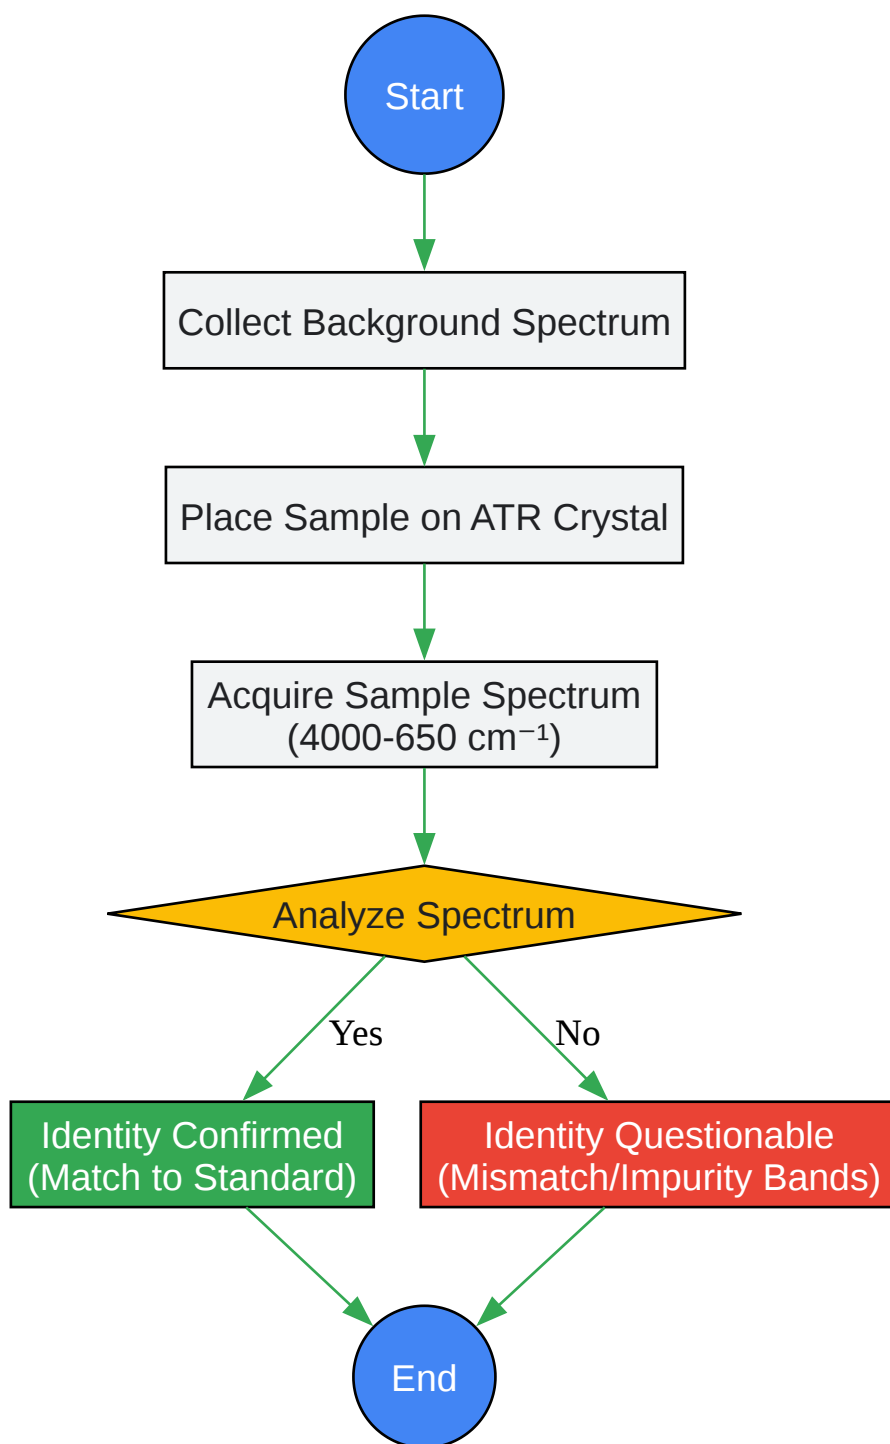 Start
Collect Background Spectrum
Place Sample on ATR Crystal
Acquire Sample Spectrum
(4000-650 cm⁻¹)
Analyze Spectrum
Yes
No
Identity Confirmed
(Match to Standard)
Identity Questionable
(Mismatch/Impurity Bands)
End